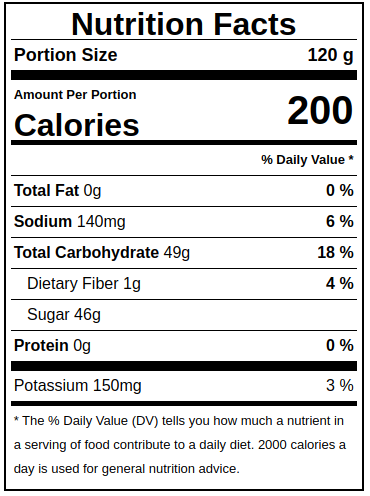 Nutrition Facts
Portion Size 120 g
Amount Per Portion
Calories 200
% Daily Value *
Total Fat 0g 0 %
Sodium 140mg 6 %
Total Carbohydrate 49g 18 %
Dietary Fiber 1g 4 %
Sugar 46g
Protein 0g 0 %
Potassium 150mg 3 %
* The % Daily Value (DV) tells you how much a nutrient in
a serving of food contribute to a daily diet. 2000 calories a
day is used for general nutrition advice.